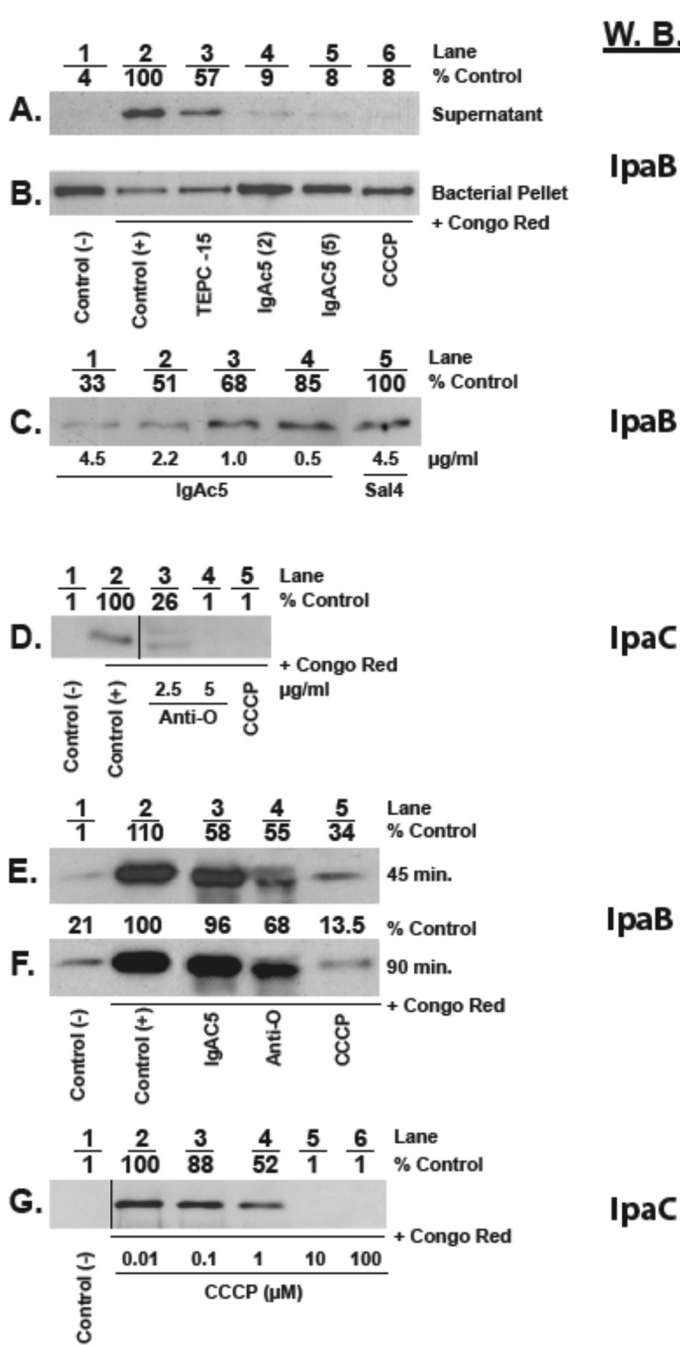 W. B.
1 2 3 4 5 6 Lane
4 100 57 9 8 8 % Control
A. Supernatant
IpaB
B. Bacterial Pellet
+ Congo Red
Control (-) Control (+) TEPC -15 IgAc5 (2) IgAC5 (5) CCCP
1 2 3 4 5 Lane
33 51 68 85 100 % Control
C. IpaB
4.5 2.2 1.0 0.5 4.5 µg/ml
IgAc5 Sal4
1 2 3 4 5 Lane
1 100 26 1 1 % Control
D. IpaC
+ Congo Red
2.5 5 µg/ml
Anti-O
Control (-) Control (+) CCCP
1 2 3 4 5 Lane
1 110 58 55 34 % Control
E. 45 min.
21 100 96 68 13.5 % Control
IpaB
F. 90 min.
+ Congo Red
Control (-) Control (+) IgAC5 Anti-O CCCP
1 2 3 4 5 6 Lane
1 100 88 52 1 1 % Control
G. IpaC
+ Congo Red
0.01 0.1 1 10 100
CCCP (µM)
Control (-)